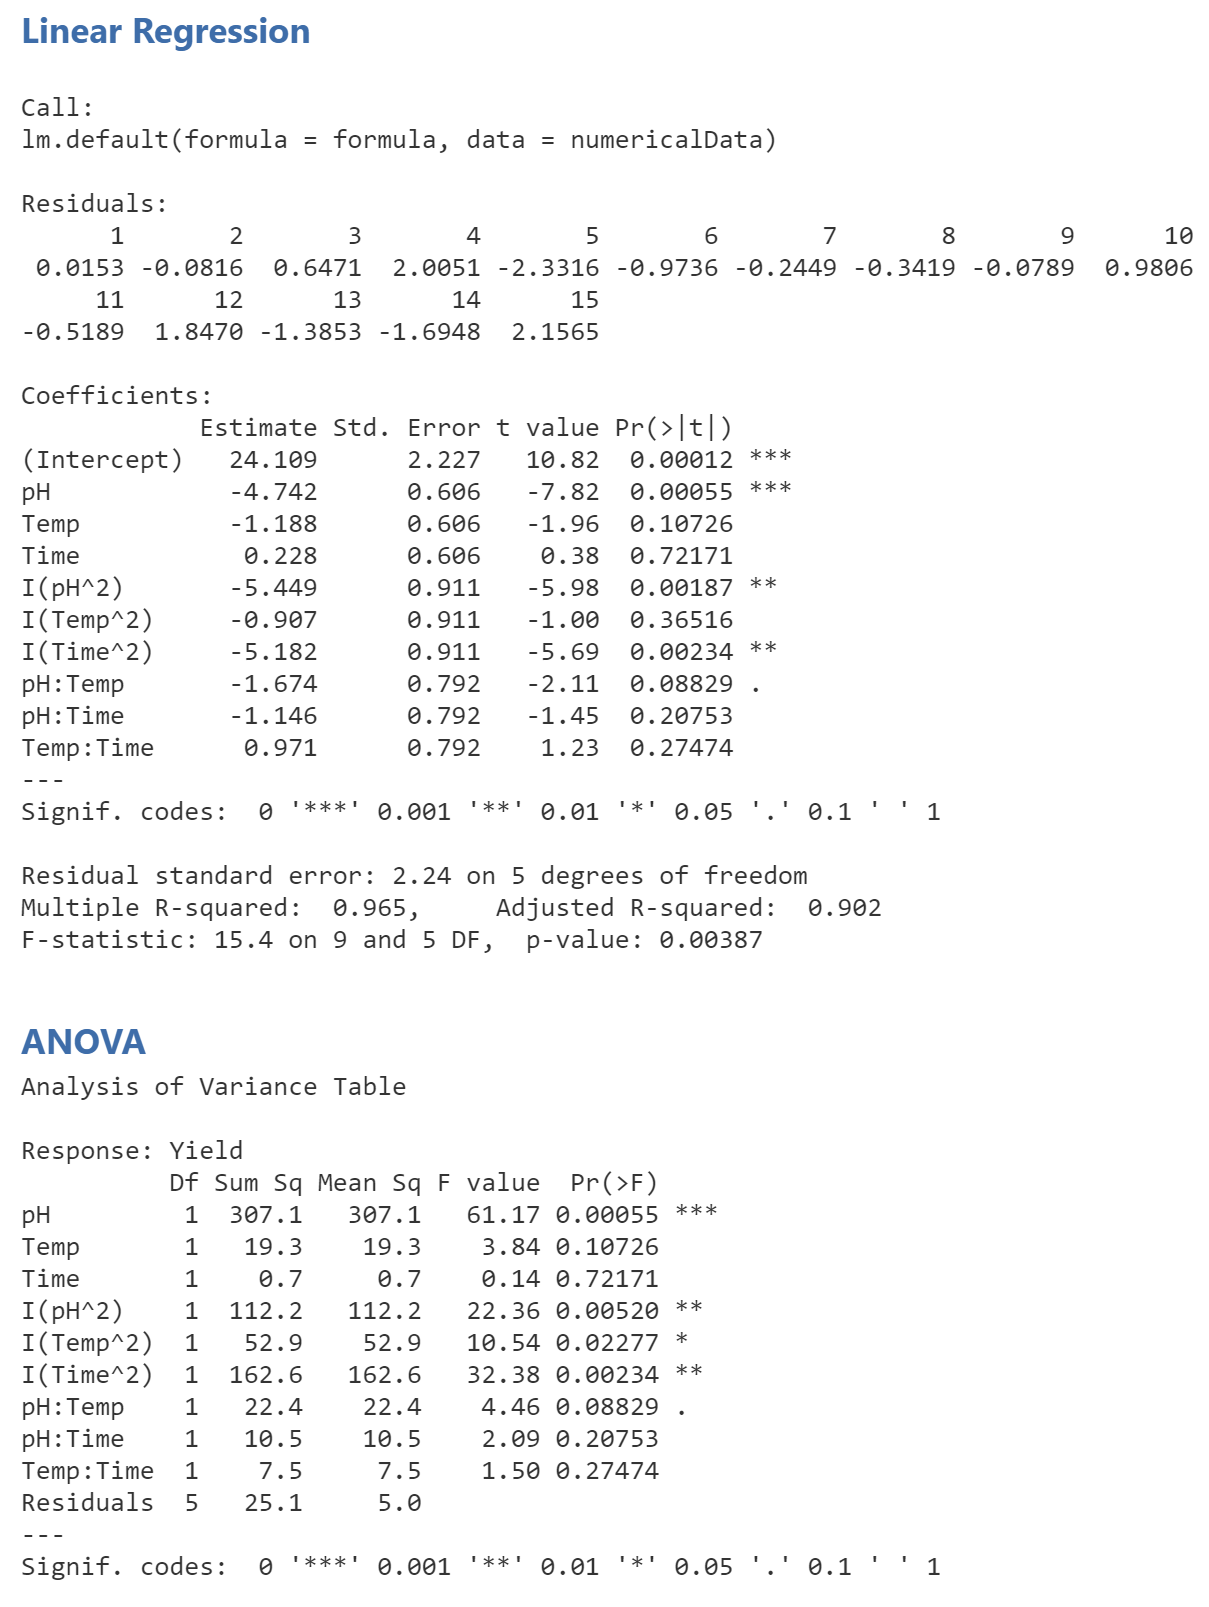 Linear Regression
Call:
lm.default(formula = formula, data = numericalData)
Residuals:
      1       2       3       4       5       6       7       8       9      10
 0.0153 -0.0816  0.6471  2.0051 -2.3316 -0.9736 -0.2449 -0.3419 -0.0789  0.9806
     11      12      13      14      15
-0.5189  1.8470 -1.3853 -1.6948  2.1565
Coefficients:
            Estimate Std. Error t value Pr(>|t|)
(Intercept)   24.109      2.227   10.82  0.00012 ***
pH            -4.742      0.606   -7.82  0.00055 ***
Temp          -1.188      0.606   -1.96  0.10726
Time           0.228      0.606    0.38  0.72171
I(pH^2)       -5.449      0.911   -5.98  0.00187 **
I(Temp^2)     -0.907      0.911   -1.00  0.36516
I(Time^2)     -5.182      0.911   -5.69  0.00234 **
pH:Temp       -1.674      0.792   -2.11  0.08829 .
pH:Time       -1.146      0.792   -1.45  0.20753
Temp:Time      0.971      0.792    1.23  0.27474
---
Signif. codes:  0 '***' 0.001 '**' 0.01 '*' 0.05 '.' 0.1 ' ' 1
Residual standard error: 2.24 on 5 degrees of freedom
Multiple R-squared:  0.965,     Adjusted R-squared:  0.902
F-statistic: 15.4 on 9 and 5 DF,  p-value: 0.00387
ANOVA
Analysis of Variance Table
Response: Yield
          Df Sum Sq Mean Sq F value  Pr(>F)
pH         1  307.1   307.1   61.17 0.00055 ***
Temp       1   19.3    19.3    3.84 0.10726
Time       1    0.7     0.7    0.14 0.72171
I(pH^2)    1  112.2   112.2   22.36 0.00520 **
I(Temp^2)  1   52.9    52.9   10.54 0.02277 *
I(Time^2)  1  162.6   162.6   32.38 0.00234 **
pH:Temp    1   22.4    22.4    4.46 0.08829 .
pH:Time    1   10.5    10.5    2.09 0.20753
Temp:Time  1    7.5     7.5    1.50 0.27474
Residuals  5   25.1     5.0
---
Signif. codes:  0 '***' 0.001 '**' 0.01 '*' 0.05 '.' 0.1 ' ' 1